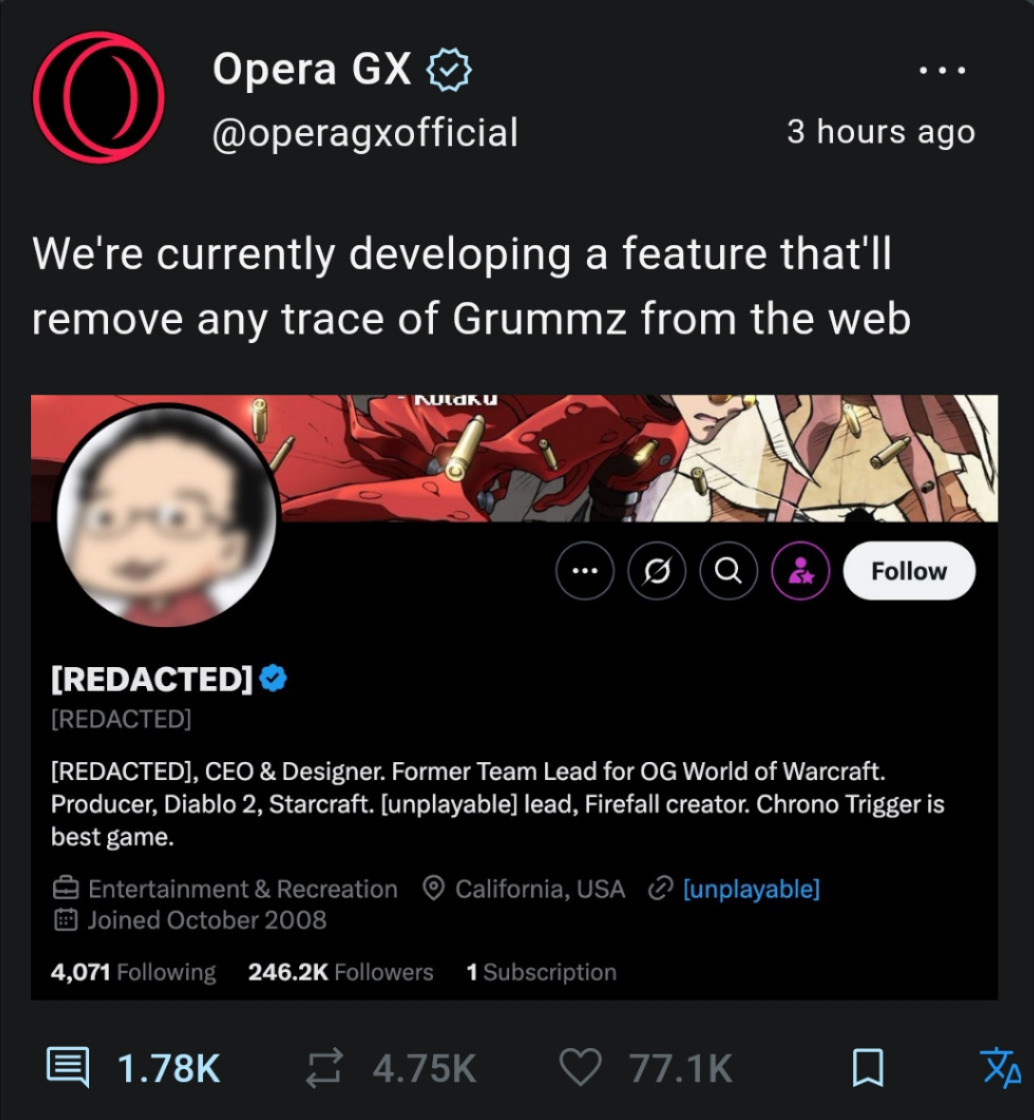 Opera GX
@operagxofficial
3 hours ago
We're currently developing a feature that'll
remove any trace of Grummz from the web
- Kotaku
Follow
[REDACTED]
[REDACTED]
[REDACTED], CEO & Designer. Former Team Lead for OG World of Warcraft.
Producer, Diablo 2, Starcraft. [unplayable] lead, Firefall creator. Chrono Trigger is
best game.
Entertainment & Recreation California, USA [unplayable]
Joined October 2008
4,071 Following 246.2K Followers 1 Subscription
1.78K 4.75K 77.1K